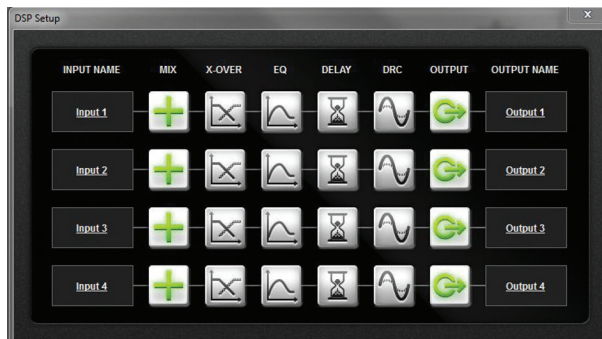 DSP Setup
X
INPUT NAME MIX X-OVER EQ DELAY DRC OUTPUT OUTPUT NAME
Input 1 Output 1
Input 2 Output 2
Input 3 Output 3
Input 4 Output 4